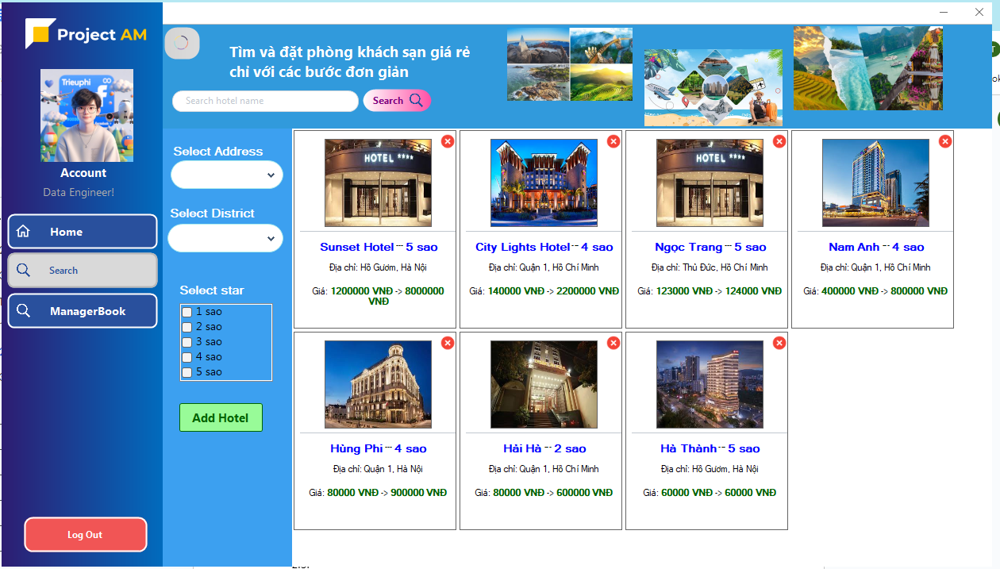 Project AM
Trieuphi
Account
Data Engineer!
Home
Search
ManagerBook
Log Out
Tìm và đặt phòng khách sạn giá rẻ
chỉ với các bước đơn giản
Search hotel name
Search
Select Address
Select District
Select star
1 sao
2 sao
3 sao
4 sao
5 sao
Add Hotel
HOTEL ****
Sunset Hotel -- 5 sao
Địa chỉ: Hồ Gươm, Hà Nội
Giá: 1200000 VNĐ -> 8000000
VNĐ
City Lights Hotel -- 4 sao
Địa chỉ: Quận 1, Hồ Chí Minh
Giá: 140000 VNĐ -> 2200000 VNĐ
HOTEL ****
Ngọc Trang -- 5 sao
Địa chỉ: Thủ Đức, Hồ Chí Minh
Giá: 123000 VNĐ -> 124000 VNĐ
Nam Anh -- 4 sao
Địa chỉ: Quận 1, Hồ Chí Minh
Giá: 400000 VNĐ -> 800000 VNĐ
Hùng Phi -- 4 sao
Địa chỉ: Quận 1, Hà Nội
Giá: 80000 VNĐ -> 900000 VNĐ
Hải Hà -- 2 sao
Địa chỉ: Quận 1, Hồ Chí Minh
Giá: 80000 VNĐ -> 600000 VNĐ
Hà Thành -- 5 sao
Địa chỉ: Hồ Gươm, Hà Nội
Giá: 60000 VNĐ -> 60000 VNĐ